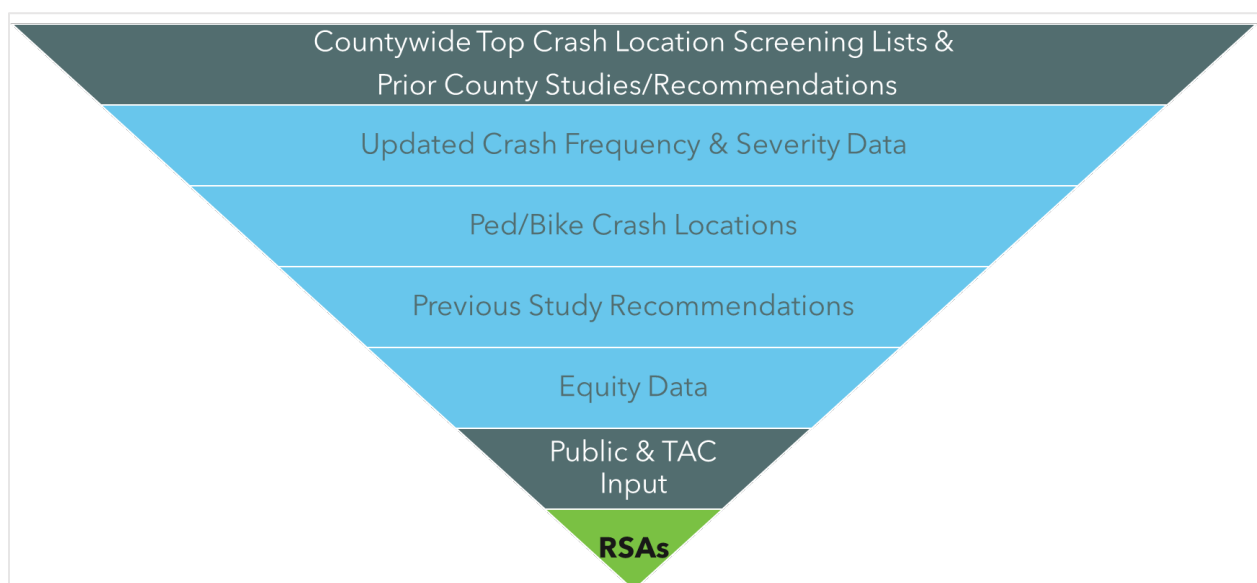 Countywide Top Crash Location Screening Lists &
Prior County Studies/Recommendations
Updated Crash Frequency & Severity Data
Ped/Bike Crash Locations
Previous Study Recommendations
Equity Data
Public & TAC
Input
RSAs